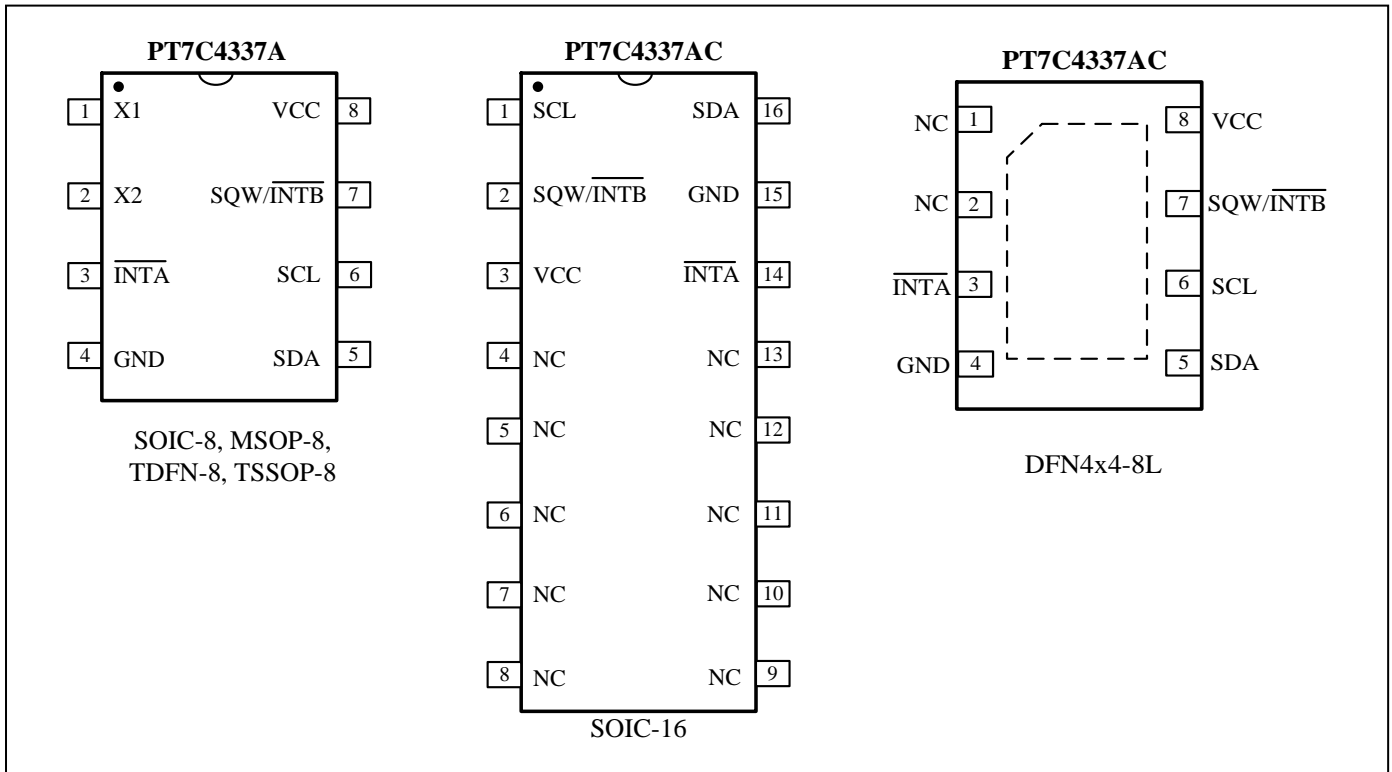 PT7C4337A
1 X1 VCC 8
2 X2 SQW/INTB 7
3 INTA SCL 6
4 GND SDA 5
SOIC-8, MSOP-8,
TDFN-8, TSSOP-8
PT7C4337AC
1 SCL SDA 16
2 SQW/INTB GND 15
3 VCC INTA 14
4 NC NC 13
5 NC NC 12
6 NC NC 11
7 NC NC 10
8 NC NC 9
SOIC-16
PT7C4337AC
NC 1 8 VCC
NC 2 7 SQW/INTB
INTA 3 6 SCL
GND 4 5 SDA
DFN4x4-8L